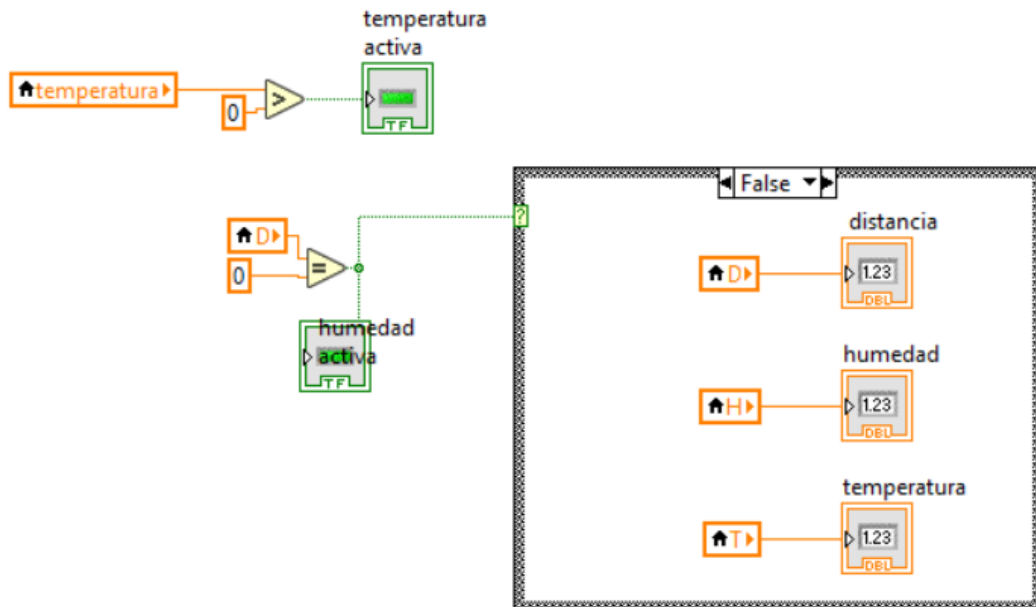 temperatura
activa
temperatura
0
>
TF
False
?
D
0
=
humedad
activa
TF
distancia
D
1.23
DBL
humedad
H
1.23
DBL
temperatura
T
1.23
DBL